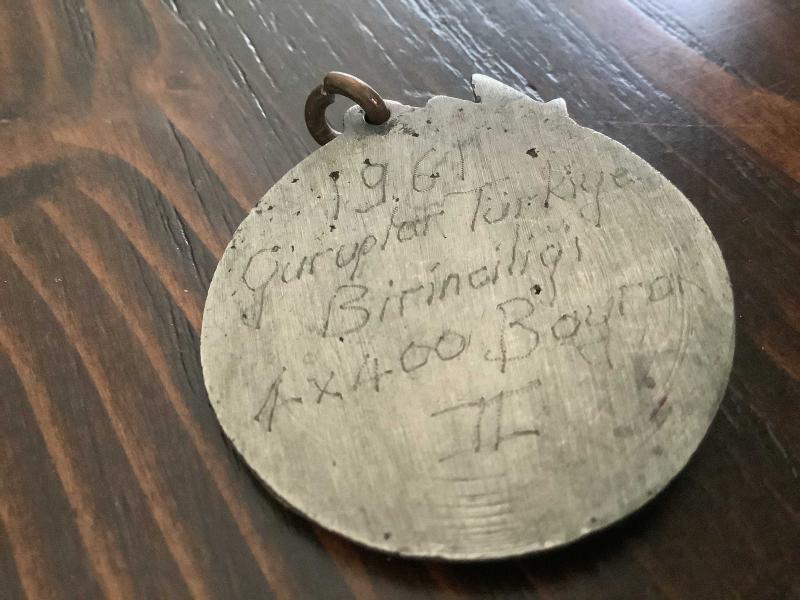 1961
Guruplar Türkiye
Birinciliği
4x400 Bayrak
II